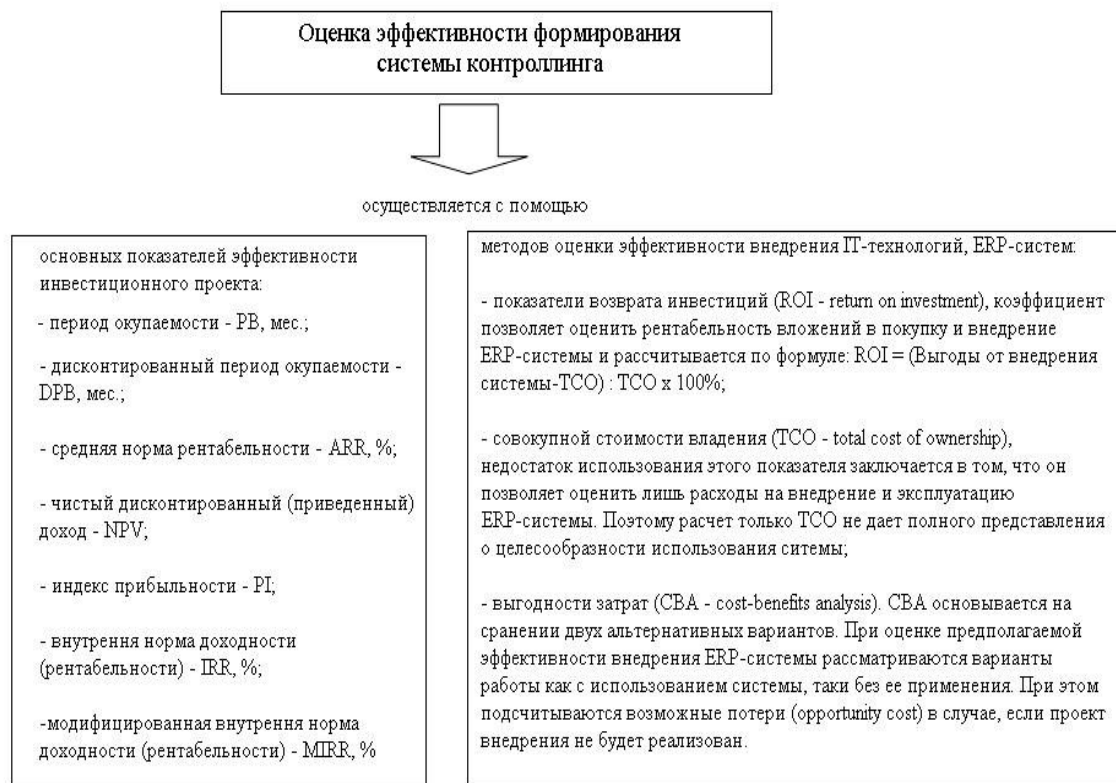 Оценка эффективности формирования
системы контроллинга
осуществляется с помощью
основных показателей эффективности
инвестиционного проекта:
- период окупаемости - PB, мес.;
- дисконтированный период окупаемости -
DPB, мес.;
- средняя норма рентабельности - ARR, %;
- чистый дисконтированный (приведенный)
доход - NPV;
- индекс прибыльности - PI;
- внутрення норма доходности
(рентабельности) - IRR, %;
-модифицированная внутрення норма
доходности (рентабельности) - MIRR, %
методов оценки эффективности внедрения IT-технологий, ERP-систем:
- показатели возврата инвестиций (ROI - return on investment), коэффициент
позволяет оценить рентабельность вложений в покупку и внедрение
ERP-системы и рассчитывается по формуле: ROI = (Выгоды от внедрения
системы-TCO) : TCO x 100%;
- совокупной стоимости владения (TCO - total cost of ownership),
недостаток использования этого показателя заключается в том, что он
позволяет оценить лишь расходы на внедрение и эксплуатацию
ERP-системы. Поэтому расчет только TCO не дает полного представления
о целесообразности использования ситемы;
- выгодности затрат (CBA - cost-benefits analysis). CBA основывается на
сранении двух альтернативных вариантов. При оценке предполагаемой
эффективности внедрения ERP-системы рассматриваются варианты
работы как с использованием системы, таки без ее применения. При этом
подсчитываются возможные потери (opportunity cost) в случае, если проект
внедрения не будет реализован.